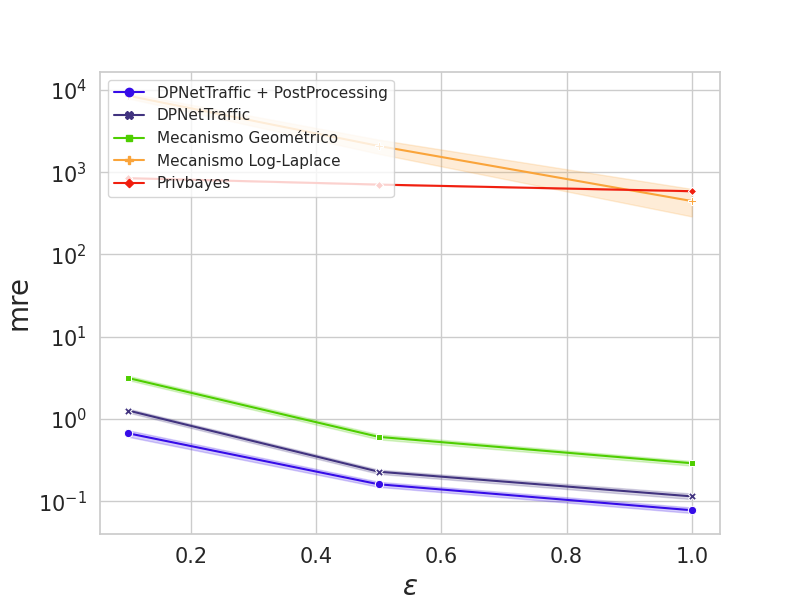 10^4
10^3
10^2
10^1
10^0
10^−1
mre
DPNetTraffic + PostProcessing
DPNetTraffic
Mecanismo Geométrico
Mecanismo Log-Laplace
Privbayes
0.2 0.4 0.6 0.8 1.0
ε